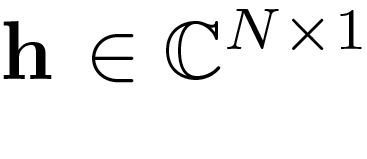 𝐡 ∈ ℂ^{N×1}